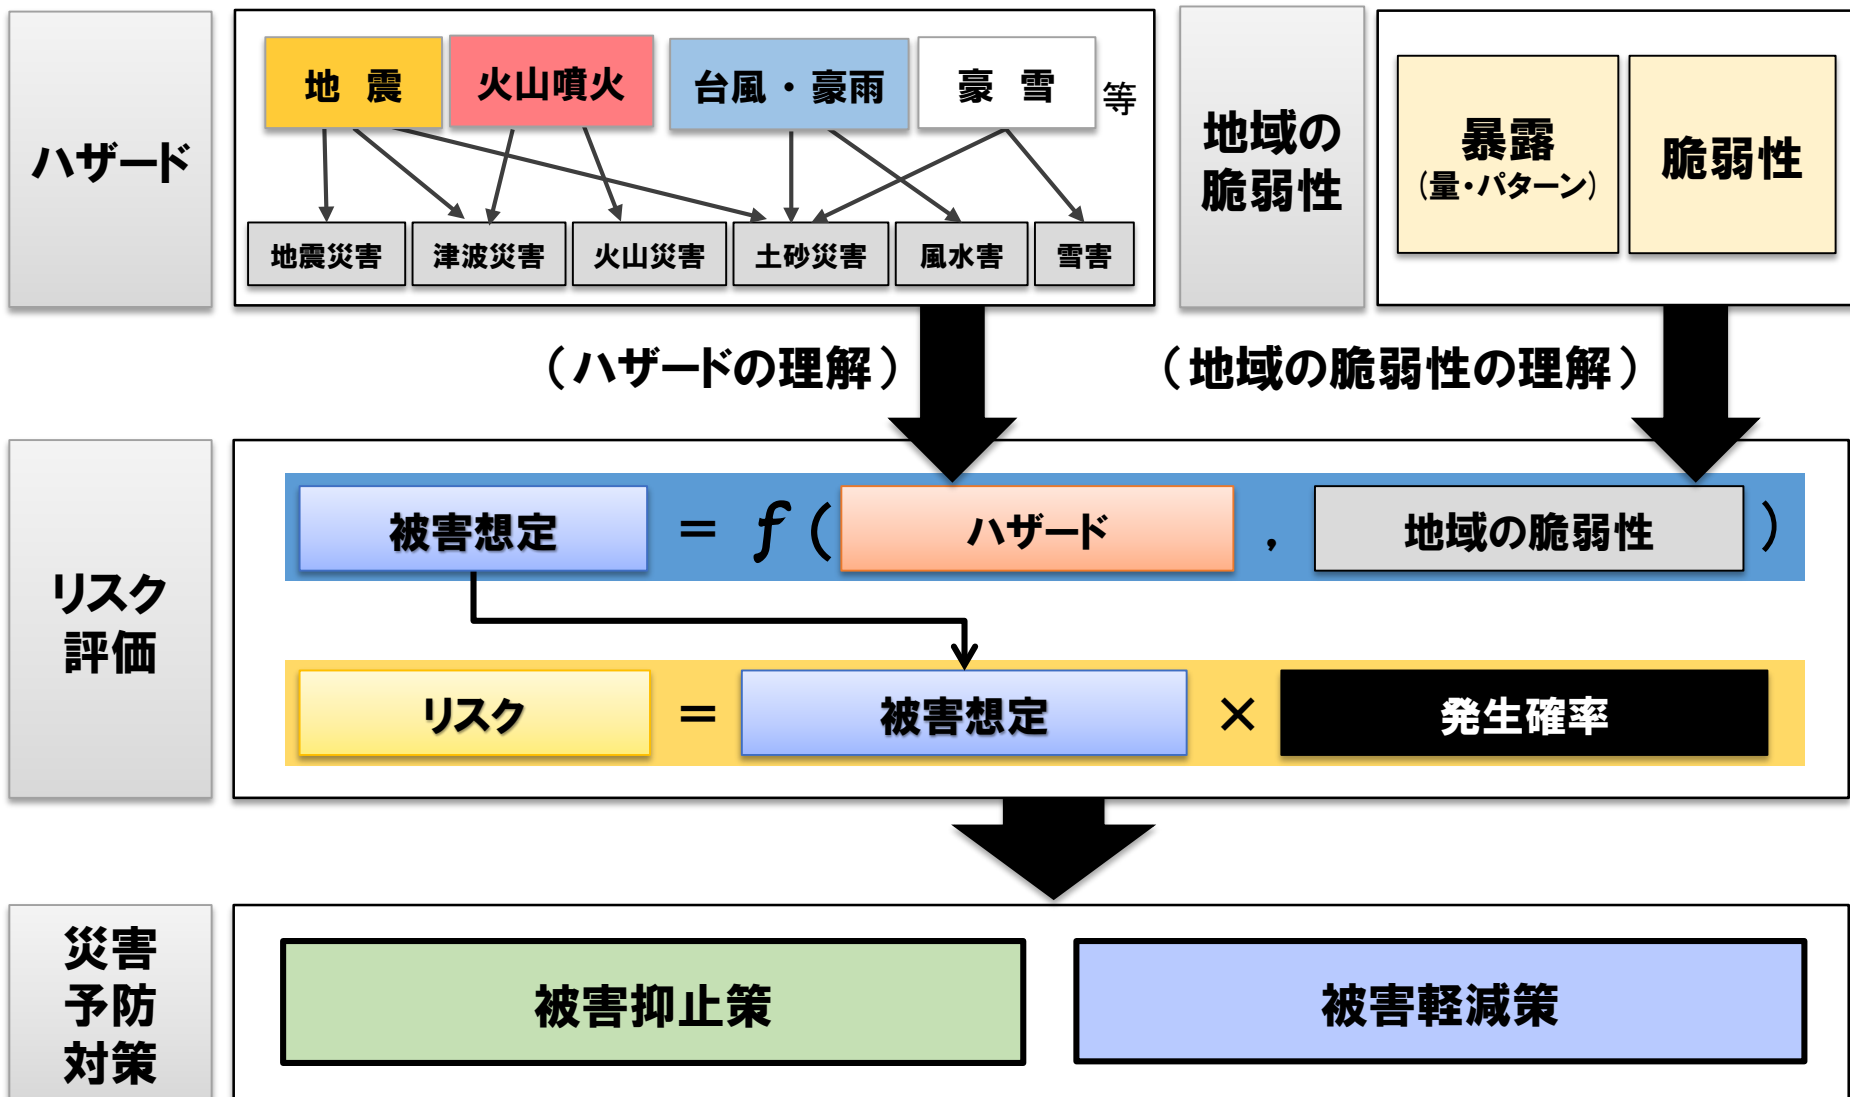 ハザード
地 震
火山噴火
台風・豪雨
豪 雪
等
地震災害
津波災害
火山災害
土砂災害
風水害
雪害
地域の
脆弱性
暴露
(量・パターン)
脆弱性
(ハザードの理解)
(地域の脆弱性の理解)
リスク
評価
被害想定 = f ( ハザード , 地域の脆弱性 )
リスク = 被害想定 × 発生確率
災害
予防
対策
被害抑止策
被害軽減策